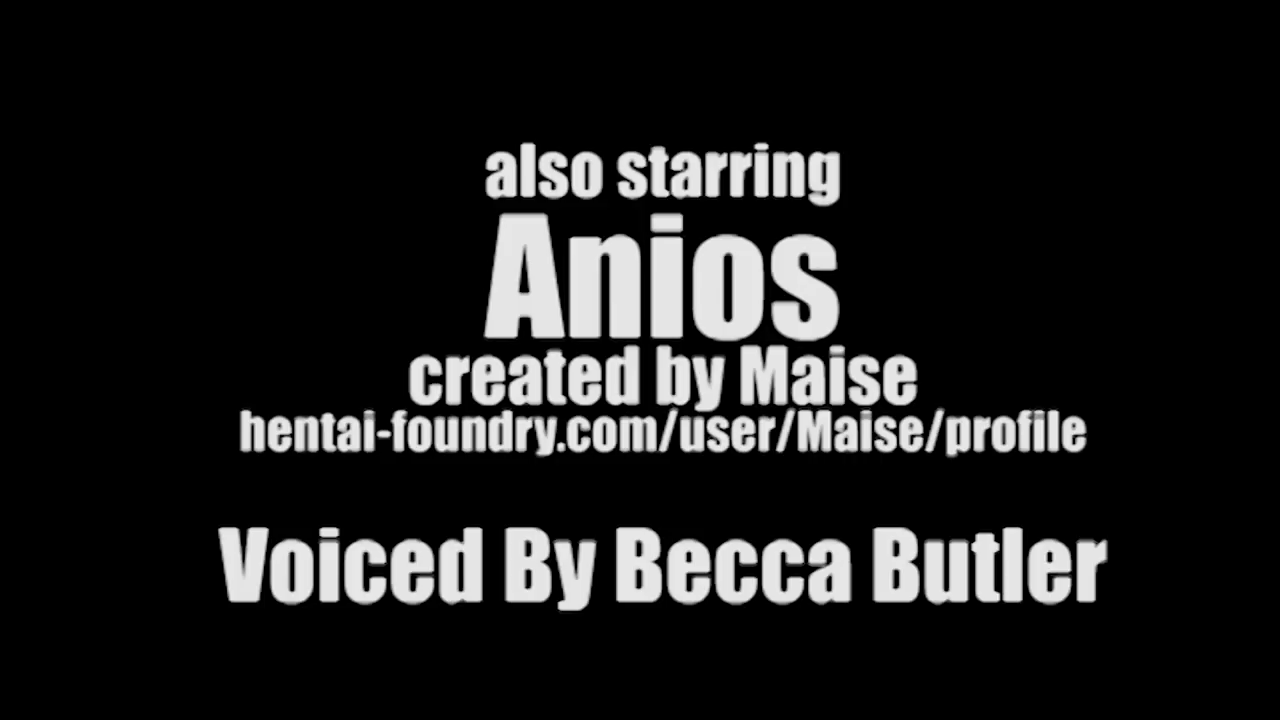 also starring
Anios
created by Maise
hentai-foundry.com/user/Maise/profile
Voiced By Becca Butler